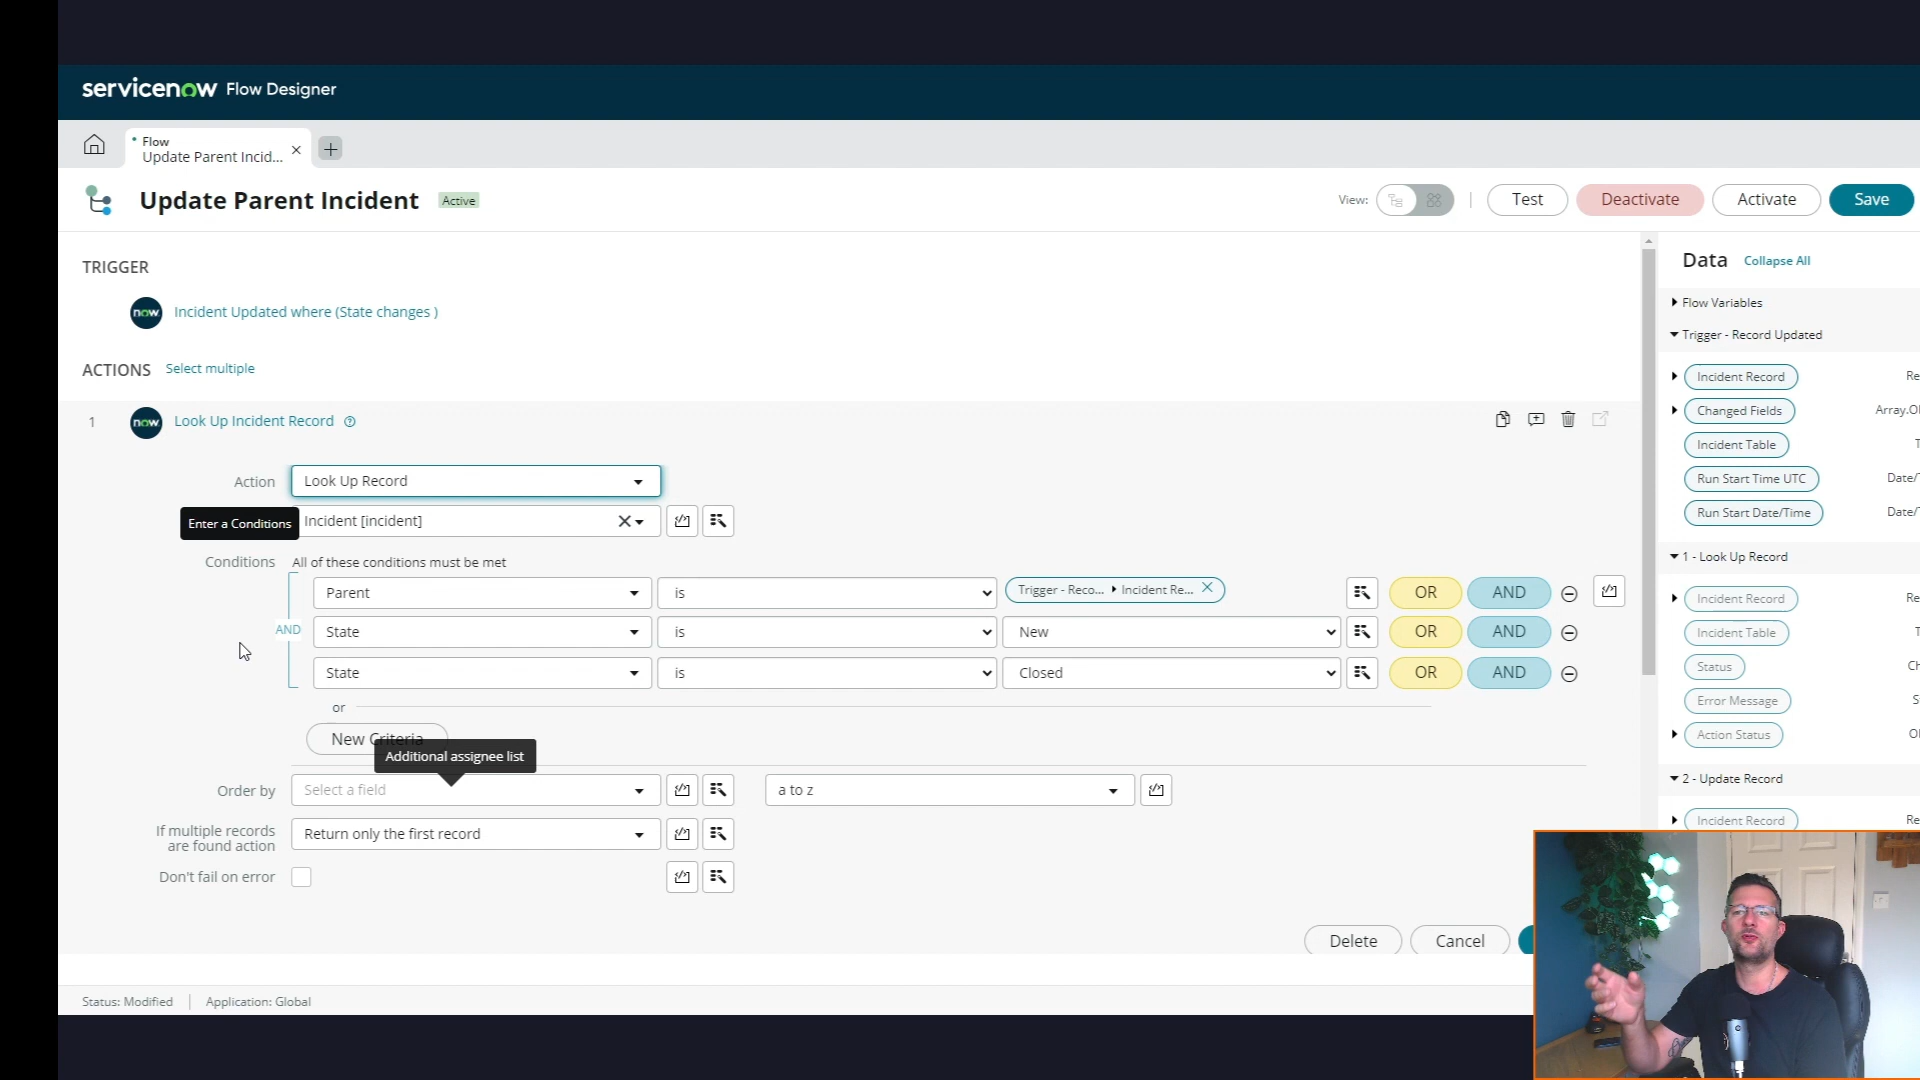 servicenow Flow Designer
Flow
Update Parent Incid...
Update Parent Incident
Active
View:
Test
Deactivate
Activate
Save
TRIGGER
now
Incident Updated where (State changes )
ACTIONS
Select multiple
1
now
Look Up Incident Record
Action
Look Up Record
Enter a Conditions
Incident [incident]
Conditions
All of these conditions must be met
Parent
is
Trigger - Reco...
Incident Re...
OR
AND
AND
State
is
New
OR
AND
State
is
Closed
OR
AND
or
New Criteria
Additional assignee list
Order by
Select a field
a to z
If multiple records
are found action
Return only the first record
Don't fail on error
Delete
Cancel
Status: Modified
Application: Global
Data
Collapse All
Flow Variables
Trigger - Record Updated
Incident Record
Re
Changed Fields
Array.O
Incident Table
T
Run Start Time UTC
Date/
Run Start Date/Time
Date/
1 - Look Up Record
Incident Record
Re
Incident Table
T
Status
Ch
Error Message
S
Action Status
O
2 - Update Record
Incident Record
Re